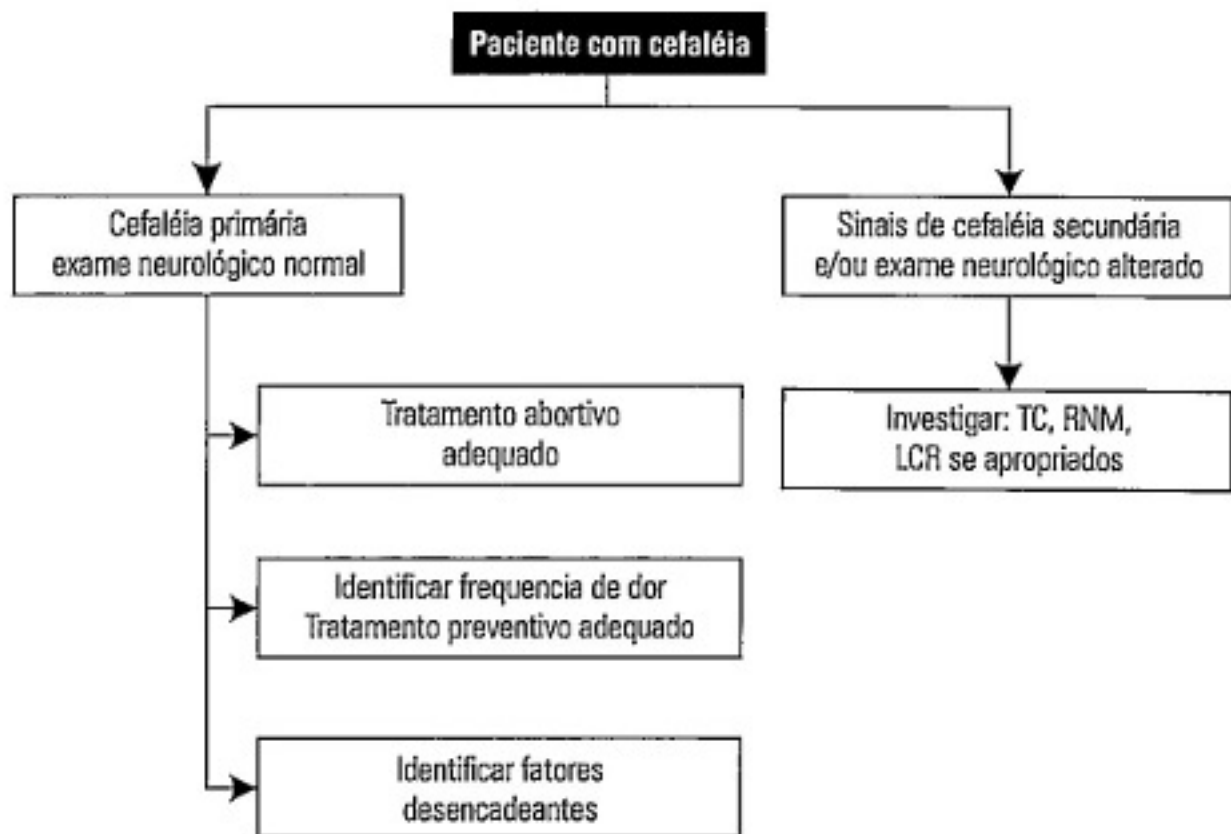 Paciente com cefaléia
Cefaléia primária
exame neurológico normal
Sinais de cefaléia secundária
e/ou exame neurológico alterado
Tratamento abortivo
adequado
Investigar: TC, RNM,
LCR se apropriados
Identificar frequencia de dor
Tratamento preventivo adequado
Identificar fatores
desencadeantes